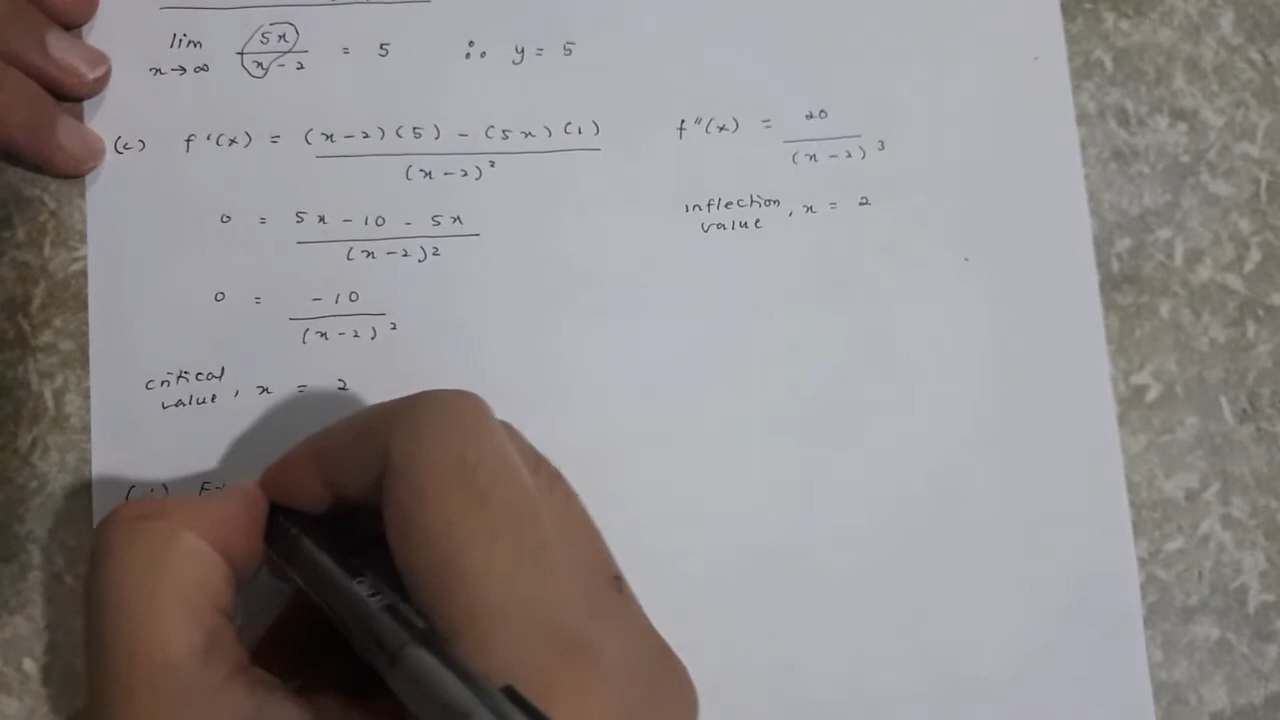 lim 5x = 5 ∴ y = 5
x→∞ x - 2
(c) f'(x) = (x-2)(5) - (5x)(1)
(x-2)²
0 = 5x - 10 - 5x
(x-2)²
0 = -10
(x-2)²
critical
value, x = 2
f''(x) = 20
(x-2)³
inflection
value, x = 2